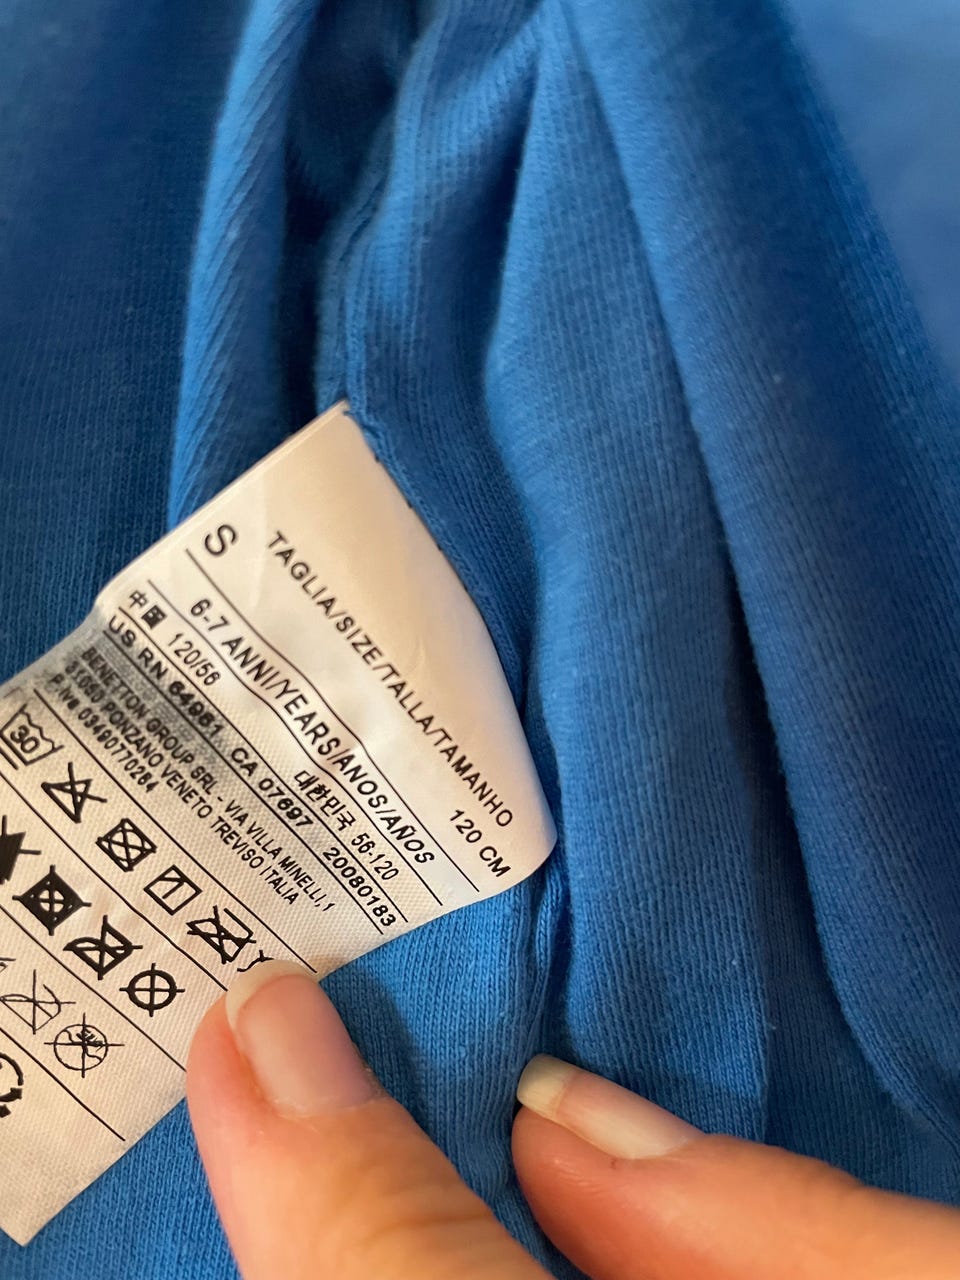 TAGLIA/SIZE/TALLA/TAMANHO
S 120 CM
6-7 ANNI/YEARS/ANOS/AÑOS
中国 120/56 대한민국 56-120
US RN 64961 CA 07697 20080183
BENETTON GROUP SRL - VIA VILLA MINELLI, 1
31050 PONZANO VENETO TREVISO ITALIA
P.iva 03490770264
30